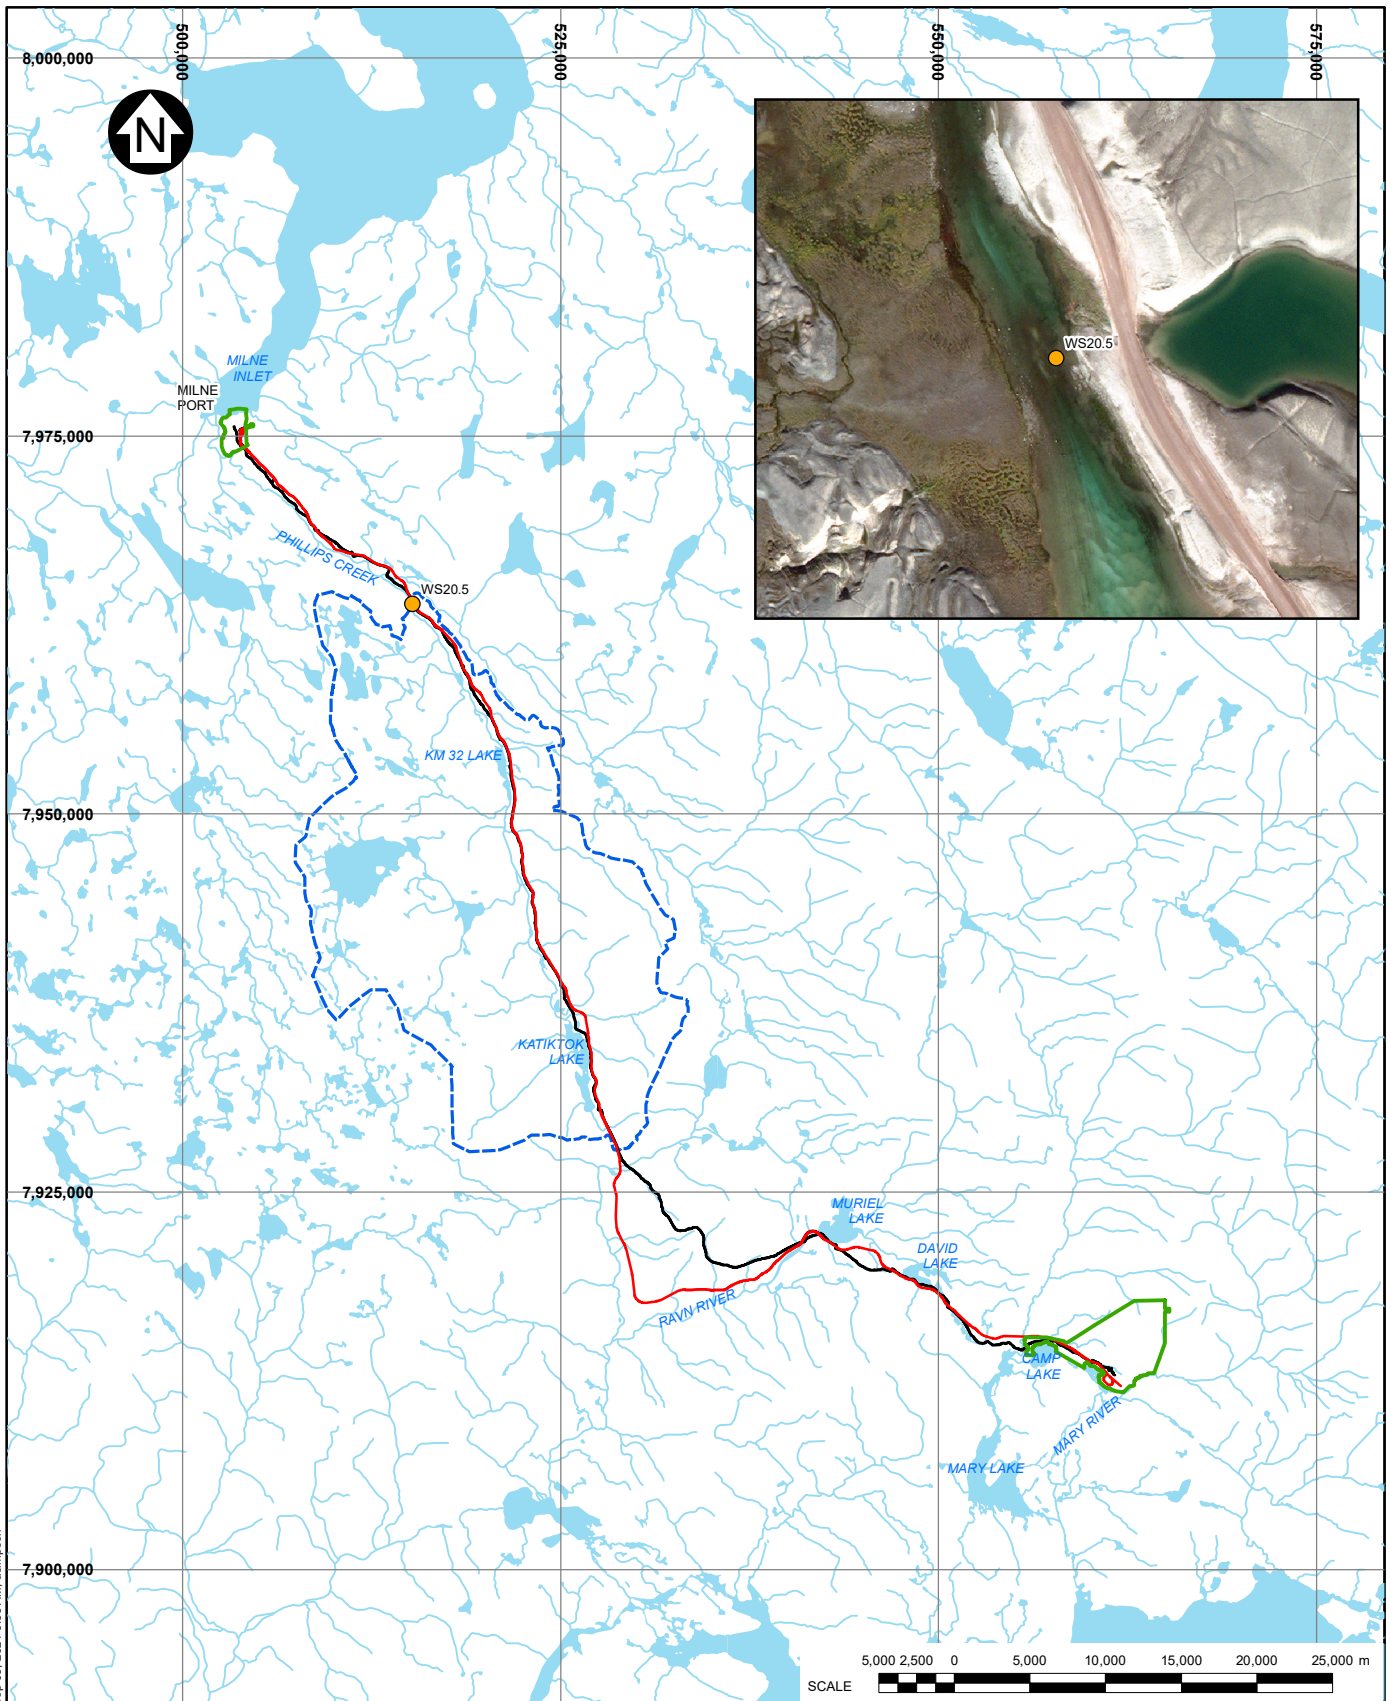 500,000
525,000
550,000
575,000
8,000,000
N
WS20.5
MILNE
INLET
MILNE
PORT
7,975,000
PHILLIPS CREEK
WS20.5
KM 32 LAKE
7,950,000
KATIKTOK
LAKE
7,925,000
MURIEL
LAKE
DAVID
LAKE
RAVN RIVER
CAMP
LAKE
MARY RIVER
MARY LAKE
7,900,000
SCALE
5,000 2,500 0 5,000 10,000 15,000 20,000 25,000 m